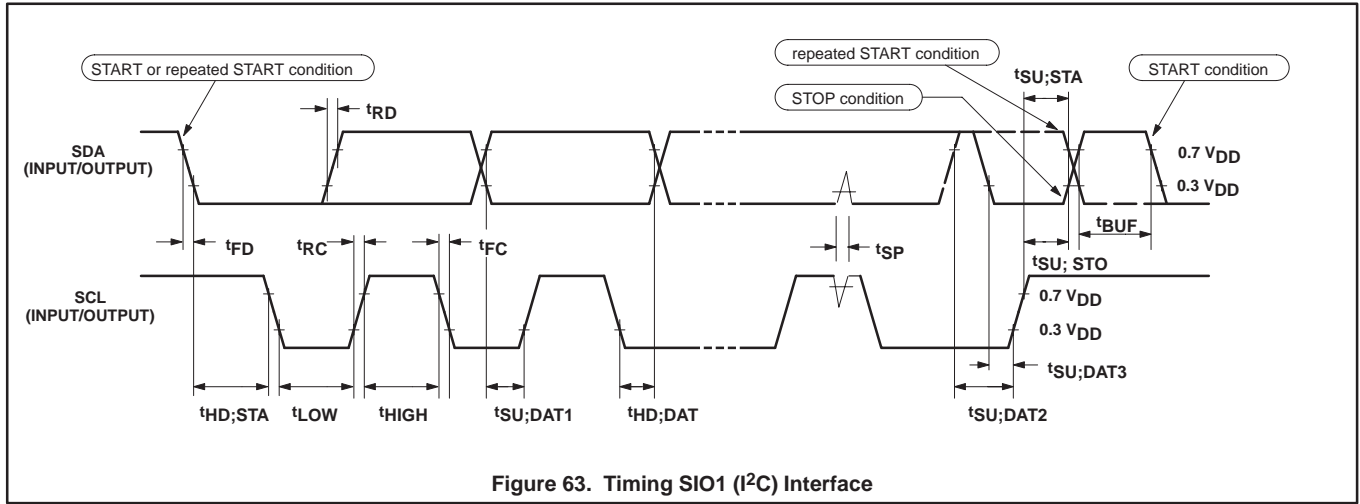 repeated START condition
START or repeated START condition
tSU;STA
START condition
STOP condition
tRD
SDA
(INPUT/OUTPUT)
0.7 VDD
0.3 VDD
tBUF
tFD
tRC
tFC
tSP
tSU; STO
SCL
(INPUT/OUTPUT)
0.7 VDD
0.3 VDD
tSU;DAT3
tHD;STA
tLOW
tHIGH
tSU;DAT1
tHD;DAT
tSU;DAT2
Figure 63. Timing SIO1 (I2C) Interface